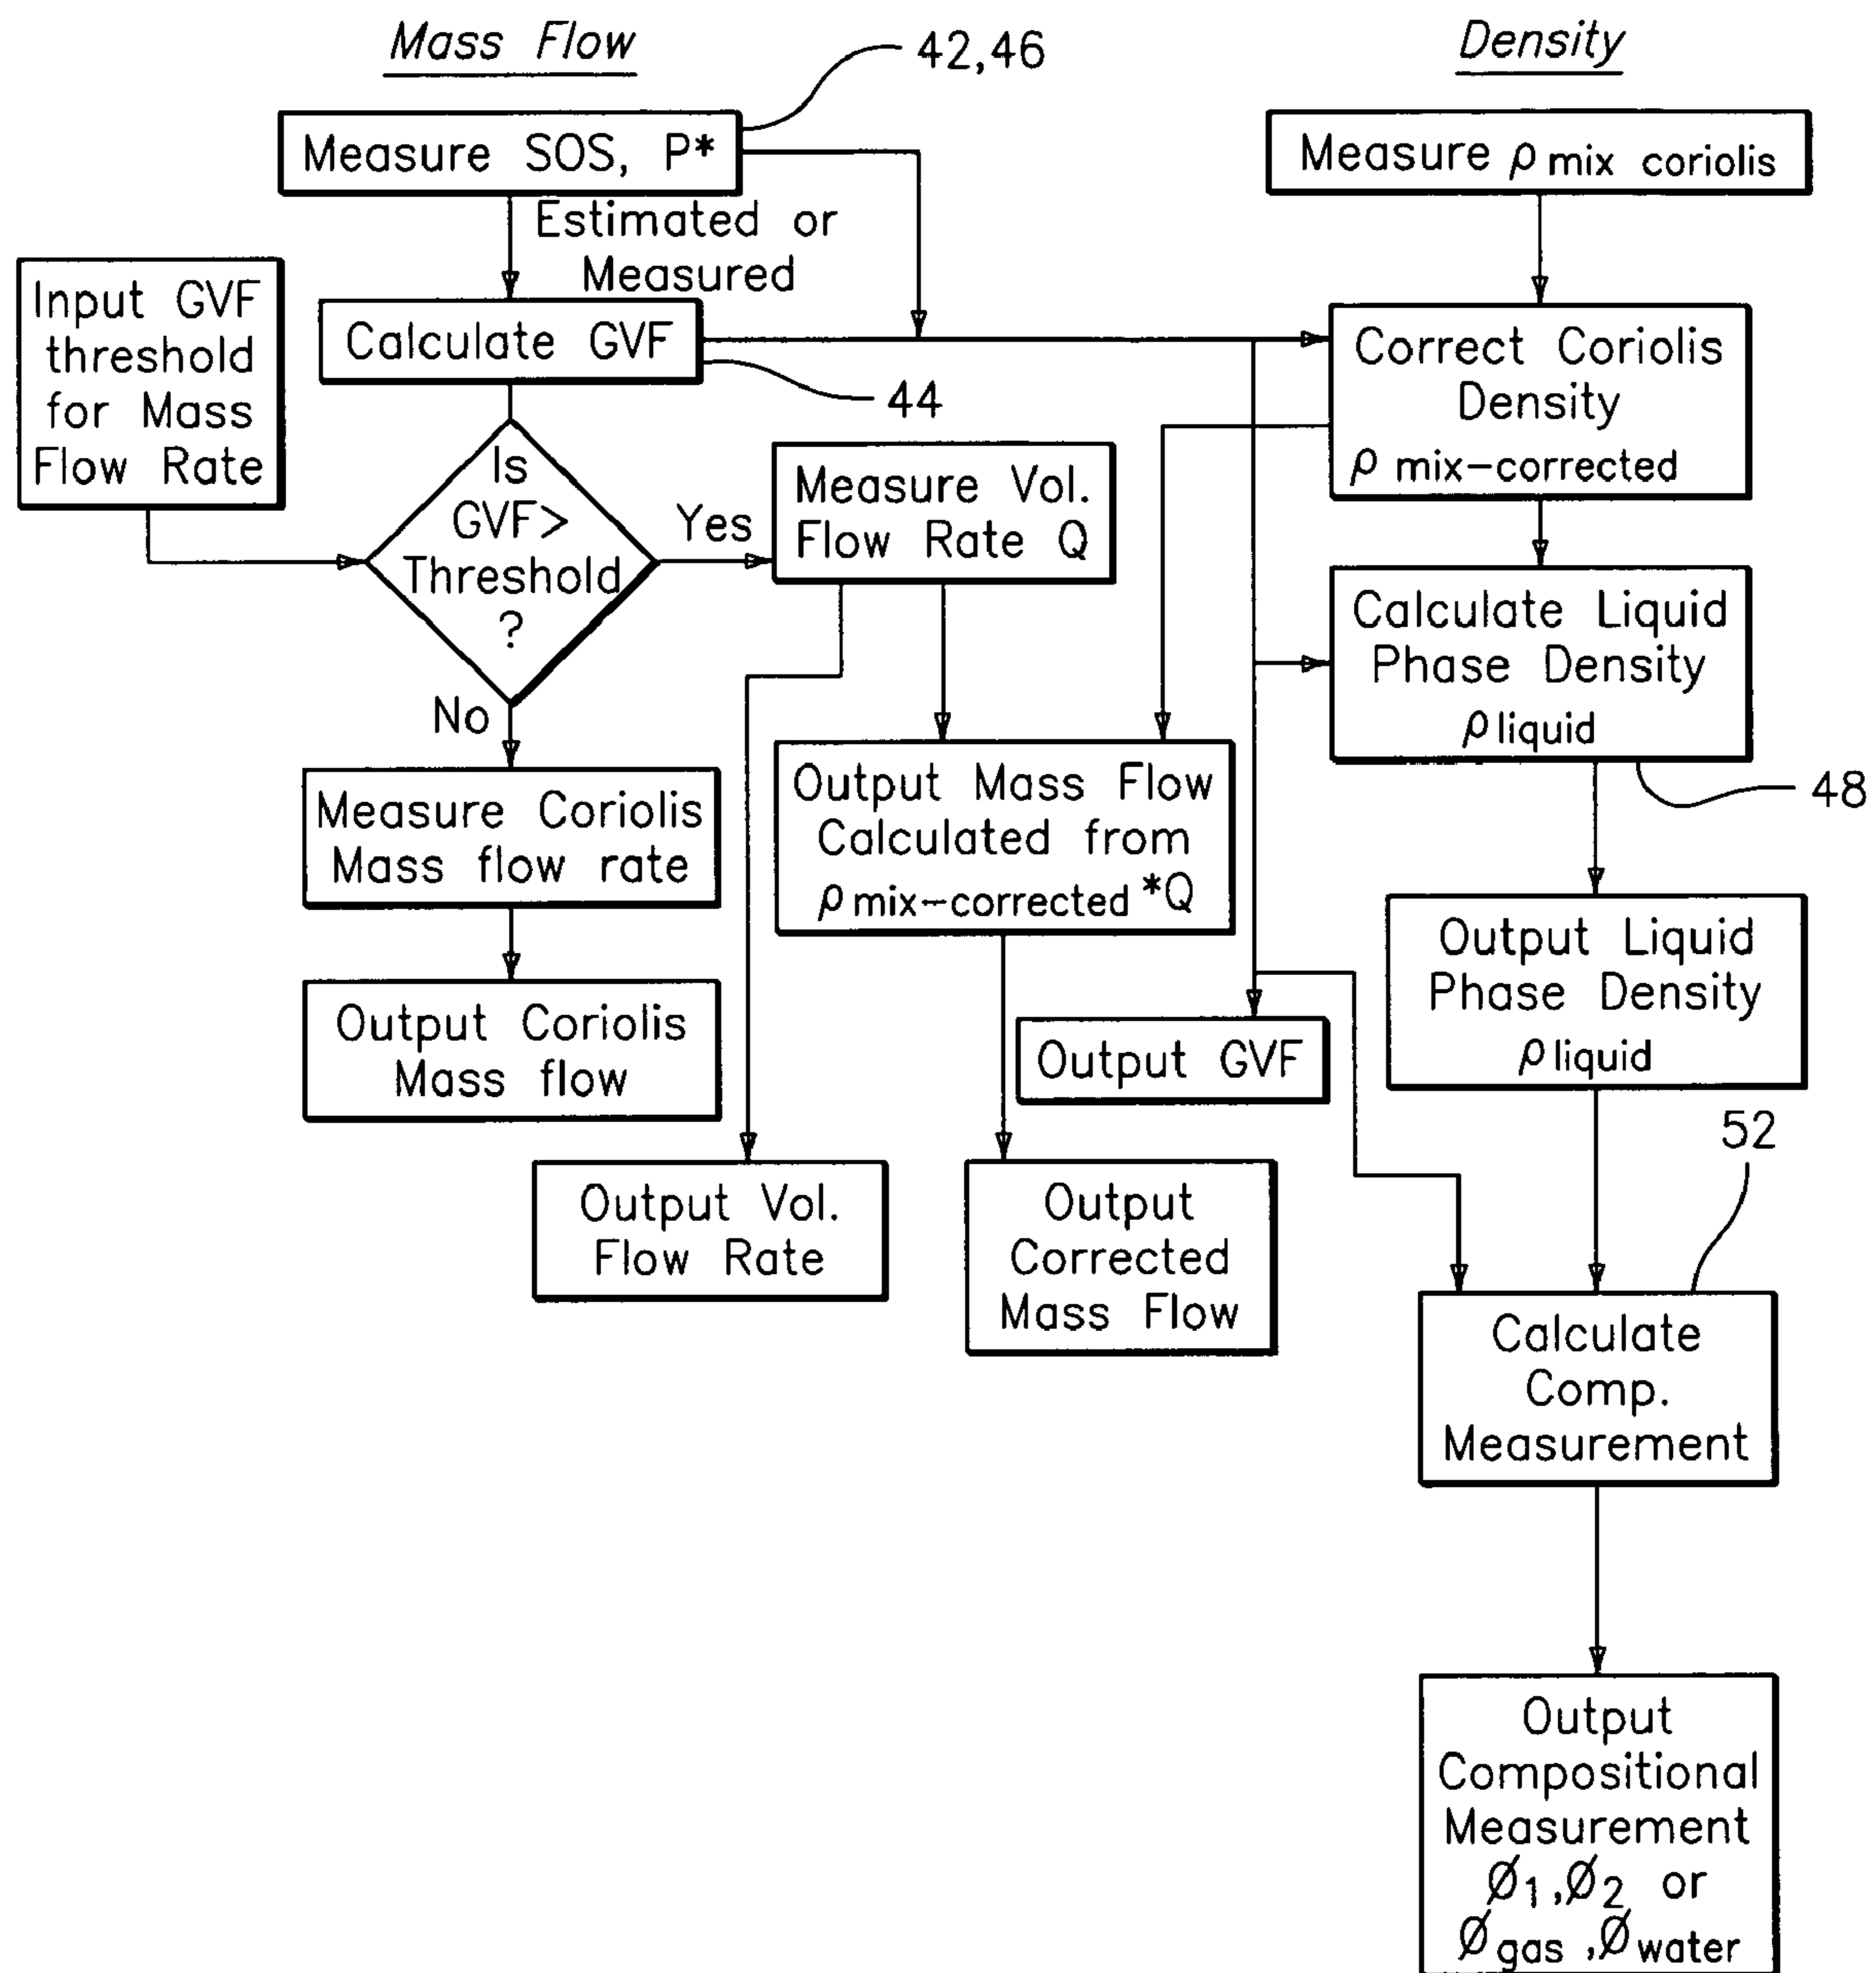 Mass Flow
42,46
Density
Measure SOS, P*
Measure ρ mix coriolis
Estimated or
Measured
Input GVF
threshold
for Mass
Flow Rate
Calculate GVF
44
Correct Coriolis
Density
ρ mix-corrected
Is
GVF>
Threshold
?
Yes
Measure Vol.
Flow Rate Q
Calculate Liquid
Phase Density
ρ liquid
48
No
Measure Coriolis
Mass flow rate
Output Mass Flow
Calculated from
ρ mix-corrected *Q
Output Liquid
Phase Density
ρ liquid
Output Coriolis
Mass flow
Output GVF
52
Output Vol.
Flow Rate
Output
Corrected
Mass Flow
Calculate
Comp.
Measurement
Output
Compositional
Measurement
Ø1,Ø2 or
Øgas ,Øwater